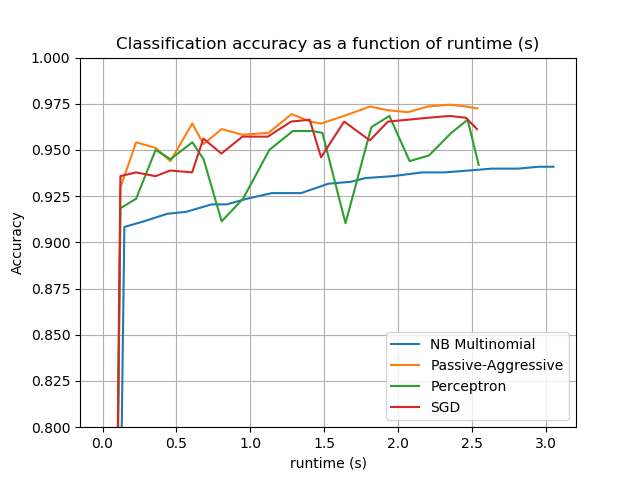 Classification accuracy as a function of runtime (s)
1.000
0.975
0.950
0.925
0.900
0.875
0.850
0.825
0.800
Accuracy
NB Multinomial
Passive-Aggressive
Perceptron
SGD
0.0 0.5 1.0 1.5 2.0 2.5 3.0
runtime (s)